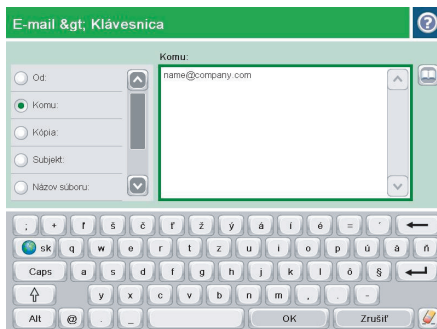 E-mail &gt; Klávesnica
?
Komu:
Od:
name@company.com
Komu:
Kópia:
Subjekt:
Názov súboru:
; + ľ š č ť ž ý á í é = ´
sk q w e r t z u i o p ú ä ň
Caps a s d f g h j k l ô §
y x c v b n m , . -
Alt @ . _ OK Zrušiť